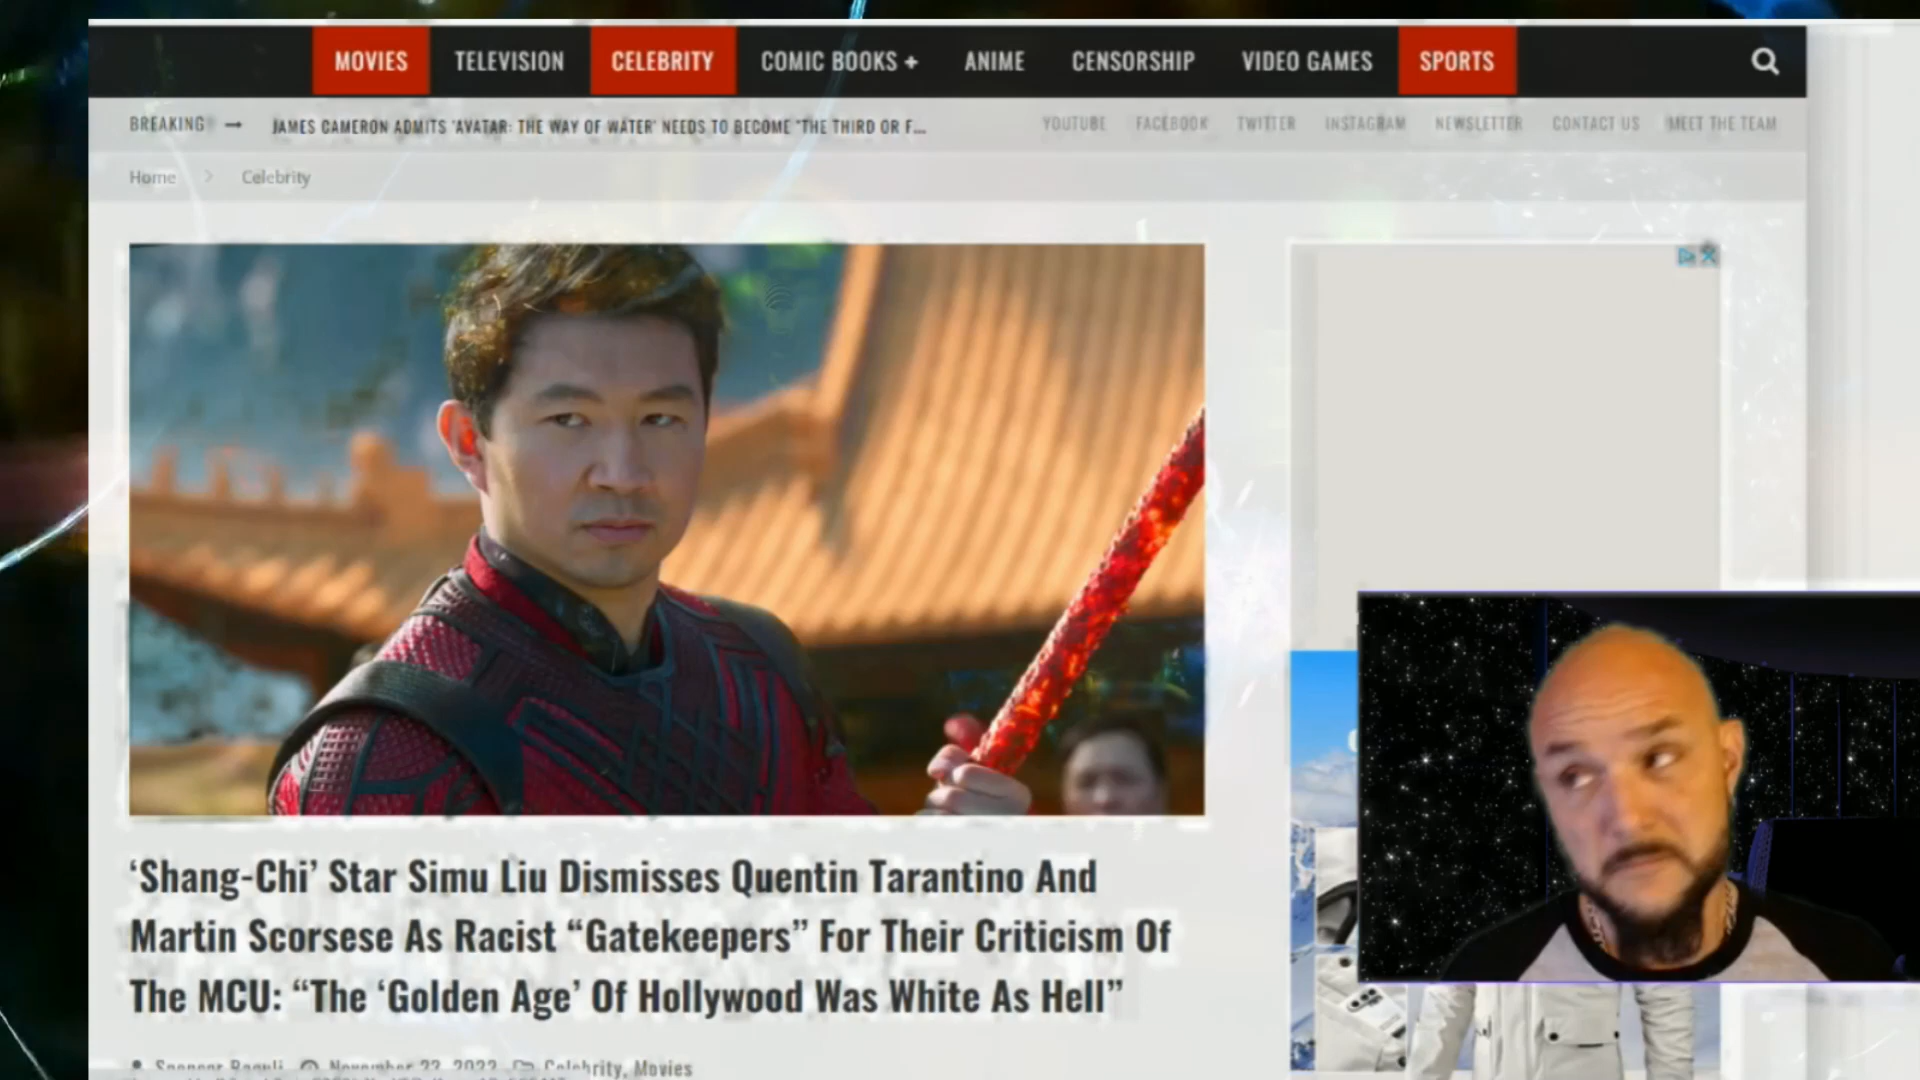 MOVIES TELEVISION CELEBRITY COMIC BOOKS + ANIME CENSORSHIP VIDEO GAMES SPORTS
BREAKING → JAMES CAMERON ADMITS 'AVATAR: THE WAY OF WATER' NEEDS TO BECOME "THE THIRD OR F... YOUTUBE FACEBOOK TWITTER INSTAGRAM NEWSLETTER CONTACT US MEET THE TEAM
Home > Celebrity
‘Shang-Chi’ Star Simu Liu Dismisses Quentin Tarantino And
Martin Scorsese As Racist “Gatekeepers” For Their Criticism Of
The MCU: “The ‘Golden Age’ Of Hollywood Was White As Hell”
November 23, 2022 Celebrity, Movies